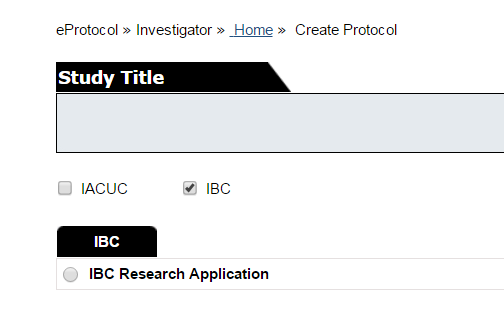 eProtocol » Investigator » Home » Create Protocol
Study Title
IACUC IBC
IBC
IBC Research Application